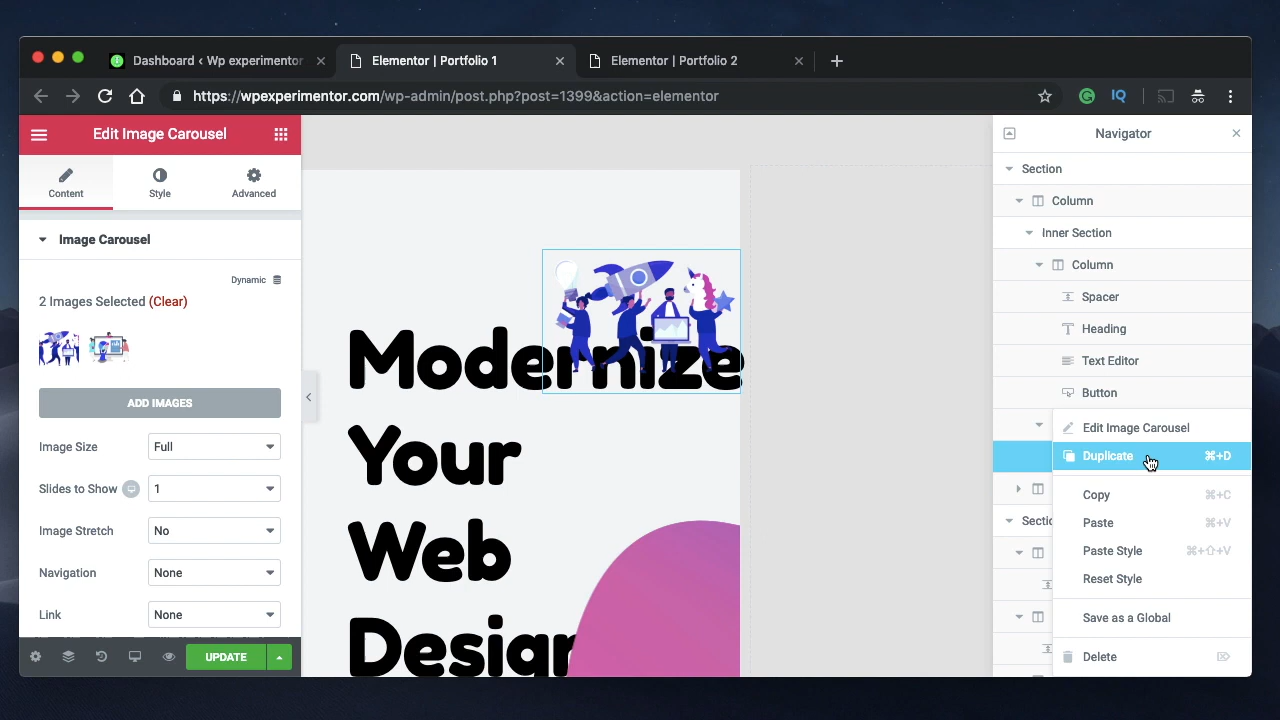 Dashboard ‹ Wp experimentor
Elementor | Portfolio 1
Elementor | Portfolio 2
https://wpexperimentor.com/wp-admin/post.php?post=1399&action=elementor
IQ
Edit Image Carousel
Content
Style
Advanced
Image Carousel
Dynamic
2 Images Selected (Clear)
ADD IMAGES
Image Size
Full
Slides to Show
1
Image Stretch
No
Navigation
None
Link
None
UPDATE
Modernize
Your
Web
Design
Navigator
Section
Column
Inner Section
Column
Spacer
Heading
Text Editor
Button
Edit Image Carousel
Duplicate ⌘+D
Copy ⌘+C
Paste ⌘+V
Paste Style ⌘+⇧+V
Reset Style
Save as a Global
Delete
Sectio